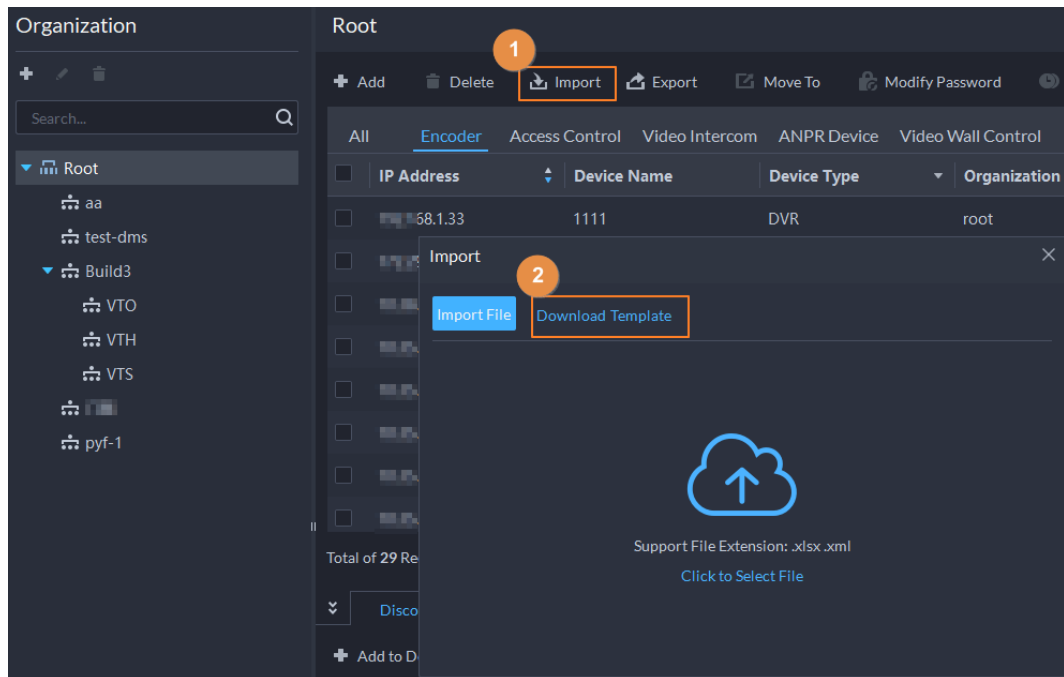 Organization
Root
1
Add Delete Import Export Move To Modify Password
Search...
All Encoder Access Control Video Intercom ANPR Device Video Wall Control
Root
IP Address Device Name Device Type Organization
aa
68.1.33 1111 DVR root
test-dms
Import
Build3
2
VTO
Import File Download Template
VTH
VTS
pyf-1
Support File Extension: .xlsx .xml
Total of 29 Re
Click to Select File
Disco
Add to D